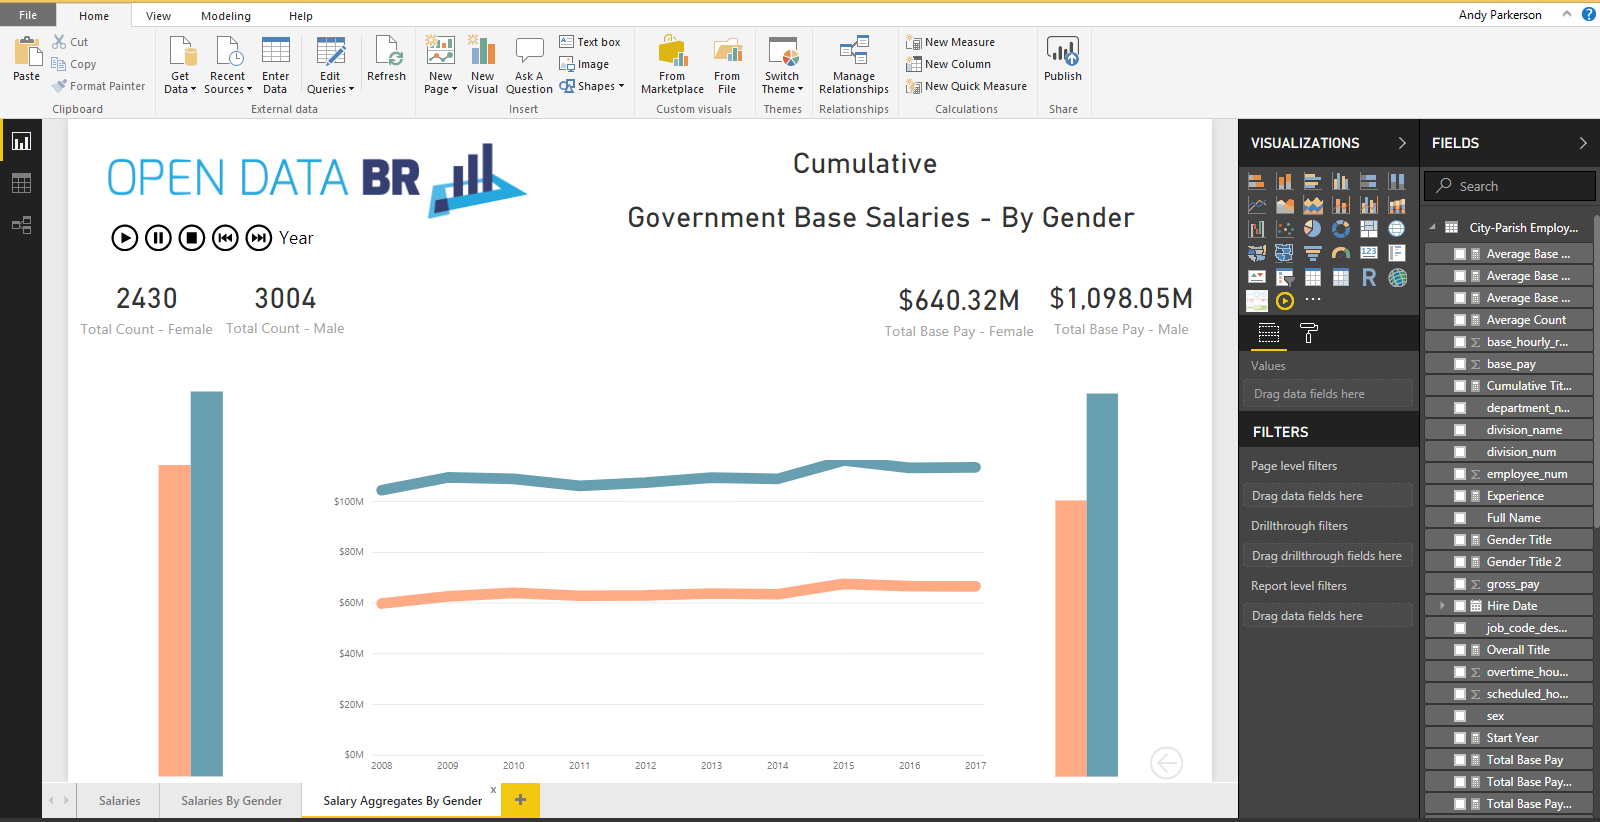 File
Home
View
Modeling
Help
Andy Parkerson
?
Paste
Cut
Copy
Format Painter
Clipboard
Get
Data
Recent
Sources
Enter
Data
Edit
Queries
External data
Refresh
New
Page
New
Visual
Ask A
Question
Text box
Image
Shapes
Insert
From
Marketplace
From
File
Custom visuals
Switch
Theme
Themes
Manage
Relationships
Relationships
New Measure
New Column
New Quick Measure
Calculations
Publish
Share
OPEN DATA BR
Year
Cumulative
Government Base Salaries - By Gender
2430
Total Count - Female
3004
Total Count - Male
$640.32M
Total Base Pay - Female
$1,098.05M
Total Base Pay - Male
$100M
$80M
$60M
$40M
$20M
$0M
2008 2009 2010 2011 2012 2013 2014 2015 2016 2017
Salaries
Salaries By Gender
Salary Aggregates By Gender
x
+
VISUALIZATIONS
123
R
...
Values
Drag data fields here
FILTERS
Page level filters
Drag data fields here
Drillthrough filters
Drag drillthrough fields here
Report level filters
Drag data fields here
FIELDS
Search
City-Parish Employ...
Average Base ...
Average Base ...
Average Base ...
Average Count
Σ base_hourly_r...
Σ base_pay
Cumulative Tit...
department_n...
division_name
division_num
Σ employee_num
Experience
Full Name
Gender Title
Gender Title 2
Σ gross_pay
Hire Date
job_code_des...
Overall Title
Σ overtime_hou...
Σ scheduled_ho...
sex
Start Year
Total Base Pay
Total Base Pay...
Total Base Pay...